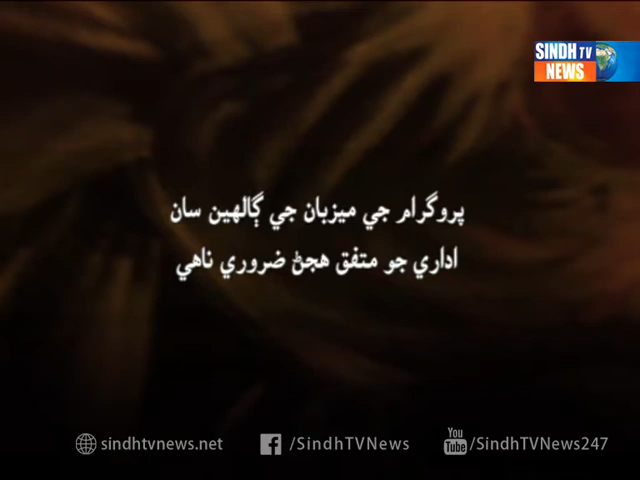 SINDH TV
NEWS
پروگرام جي ميزبان جي ڳالهين سان
اداري جو متفق هجڻ ضروري ناهي
sindhtvnews.net
/SindhTVNews
You
Tube
/SindhTVNews247